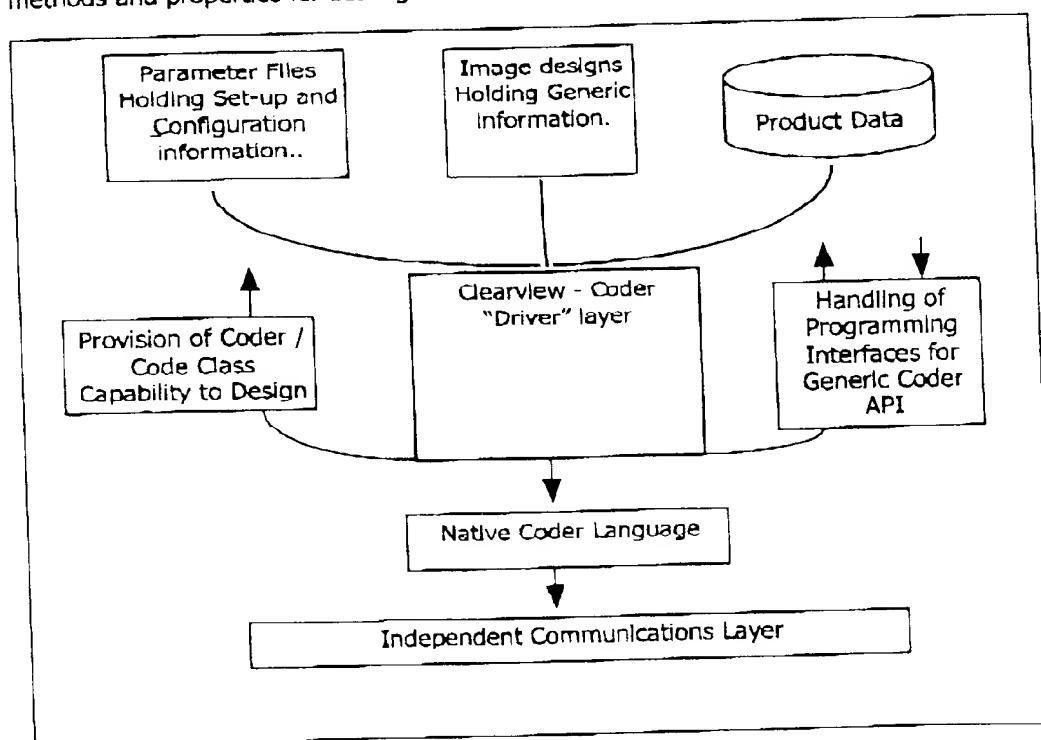 methods and properties for
Parameter Files
Holding Set-up and
Configuration
information..
Image designs
Holding Generic
Information.
Product Data
Clearview - Coder
“Driver” layer
Provision of Coder /
Code Class
Capability to Design
Handling of
Programming
Interfaces for
Generic Coder
API
Native Coder Language
Independent Communications Layer